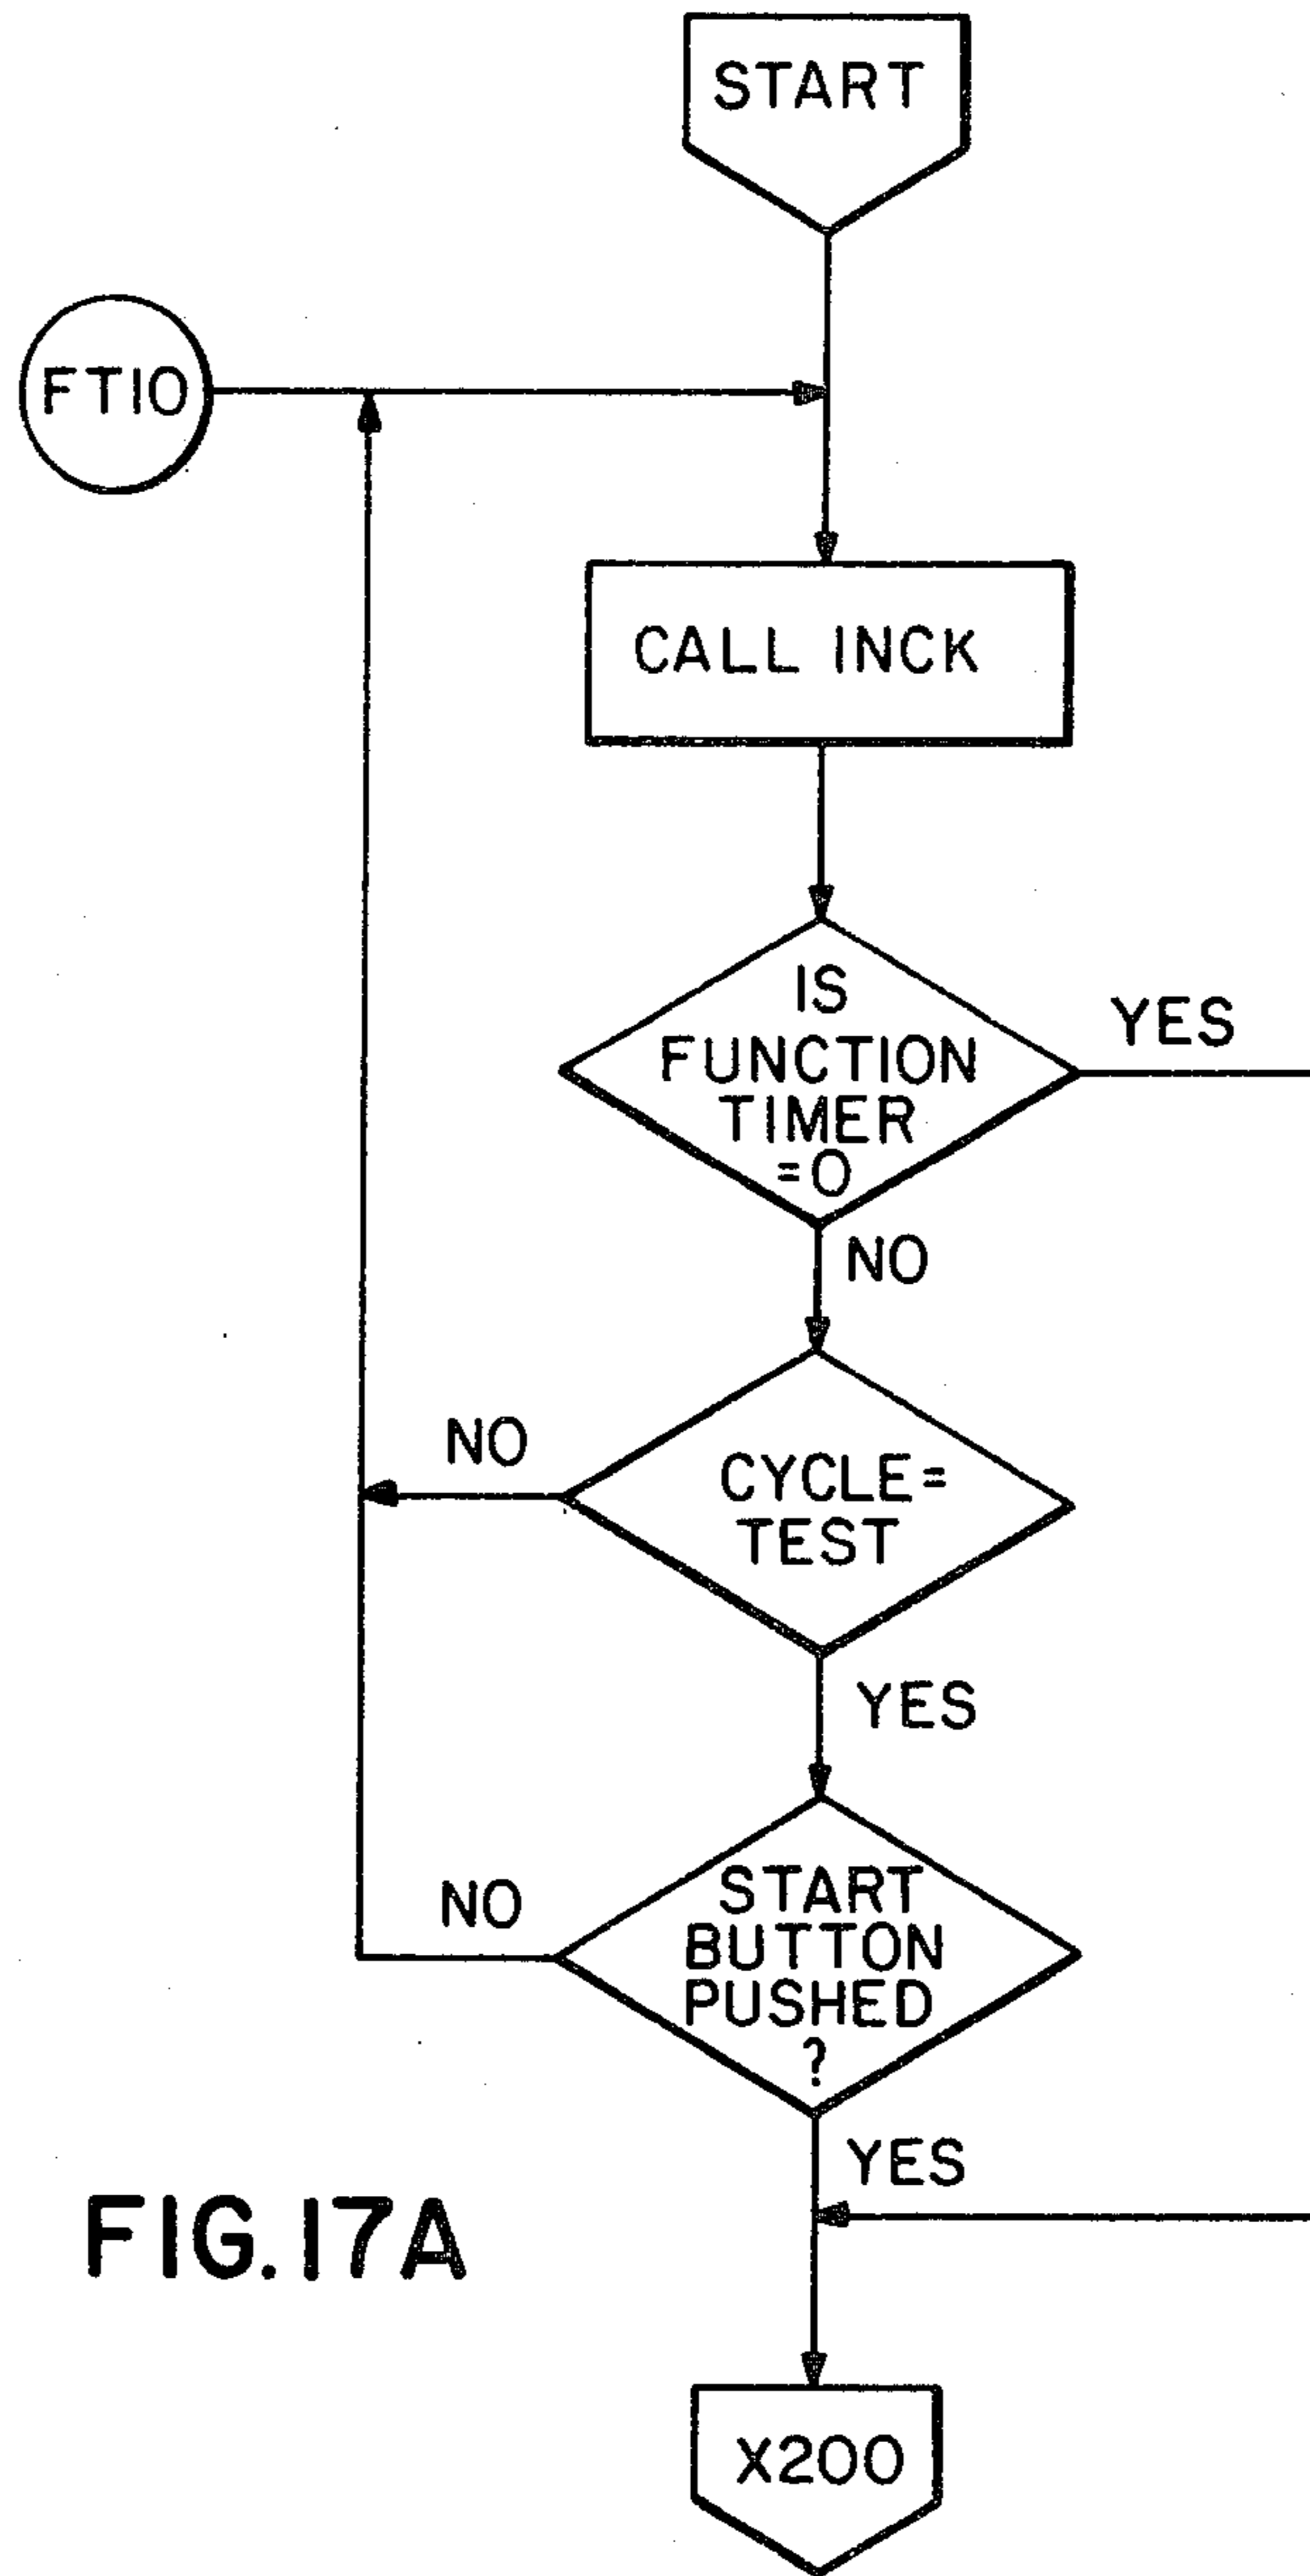 START
FT10
CALL INCK
IS
FUNCTION
TIMER
=0
YES
NO
CYCLE=
TEST
NO
YES
START
BUTTON
PUSHED
?
NO
YES
X200
FIG.17A